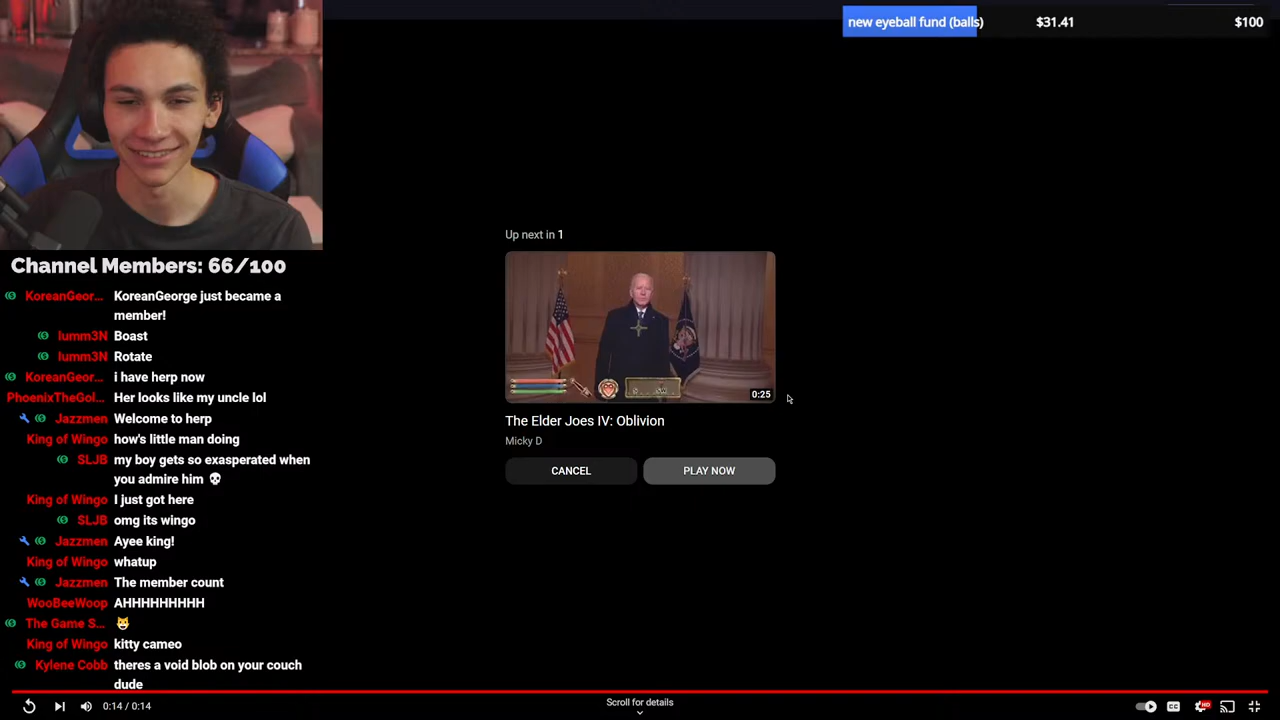 new eyeball fund (balls) $31.41 $100
Up next in 1
0:25
The Elder Joes IV: Oblivion
Micky D
CANCEL PLAY NOW
Channel Members: 66/100
KoreanGeor... KoreanGeorge just became a
member!
lumm3N Boast
lumm3N Rotate
KoreanGeor... i have herp now
PhoenixTheGol... Her looks like my uncle lol
Jazzmen Welcome to herp
King of Wingo how's little man doing
SLJB my boy gets so exasperated when
you admire him 💀
King of Wingo I just got here
SLJB omg its wingo
Jazzmen Ayee king!
King of Wingo whatup
Jazzmen The member count
WooBeeWoop AHHHHHHHHH
The Game S... 😺
King of Wingo kitty cameo
Kylene Cobb theres a void blob on your couch
dude
0:14 / 0:14
Scroll for details
CC
HD